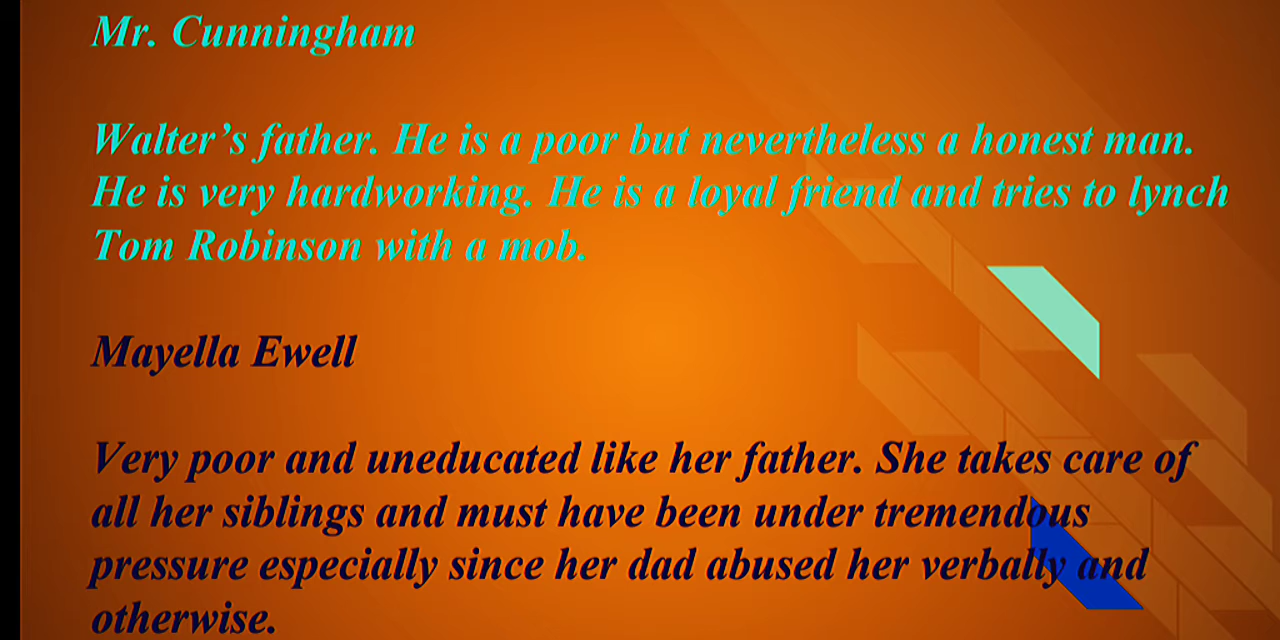 Mr. Cunningham
Walter’s father. He is a poor but nevertheless a honest man.
He is very hardworking. He is a loyal friend and tries to lynch
Tom Robinson with a mob.
Mayella Ewell
Very poor and uneducated like her father. She takes care of
all her siblings and must have been under tremendous
pressure especially since her dad abused her verbally and
otherwise.